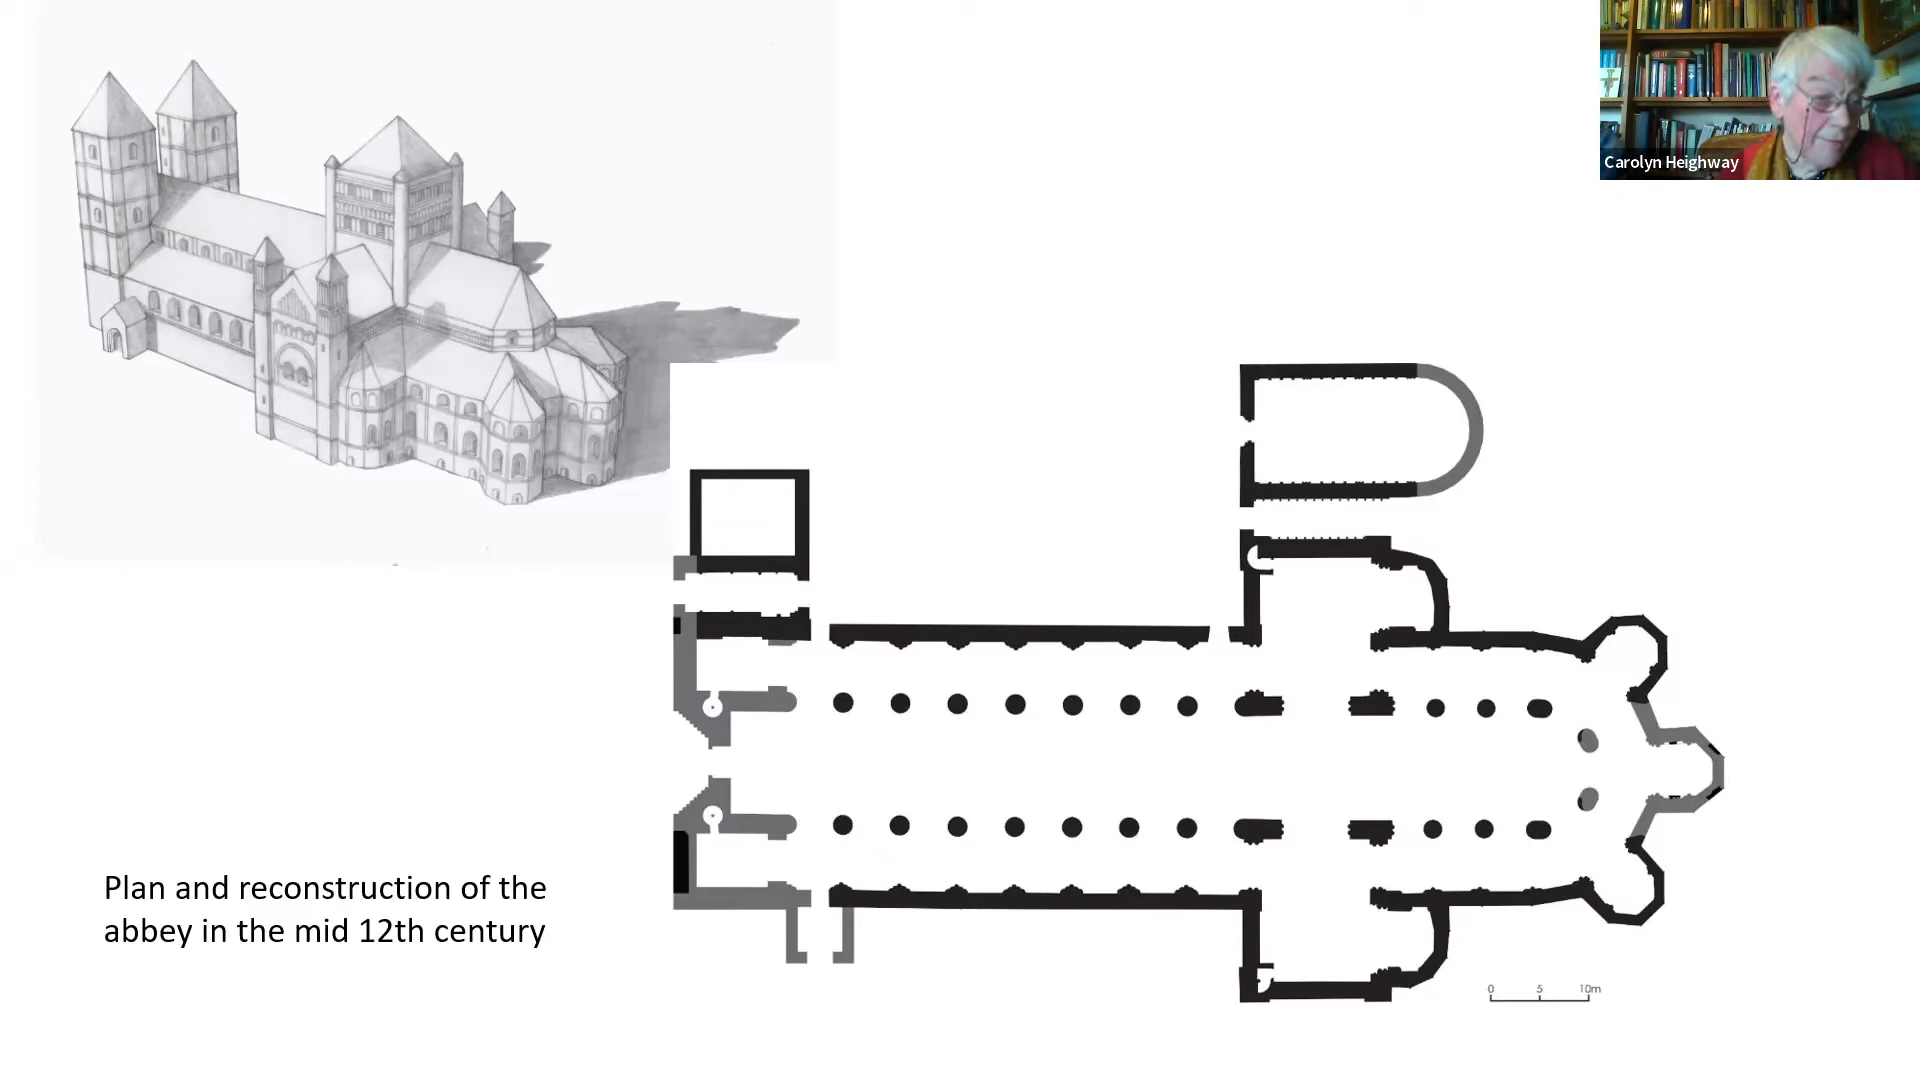 Carolyn Heighway
Plan and reconstruction of the
abbey in the mid 12th century
0 5 10m